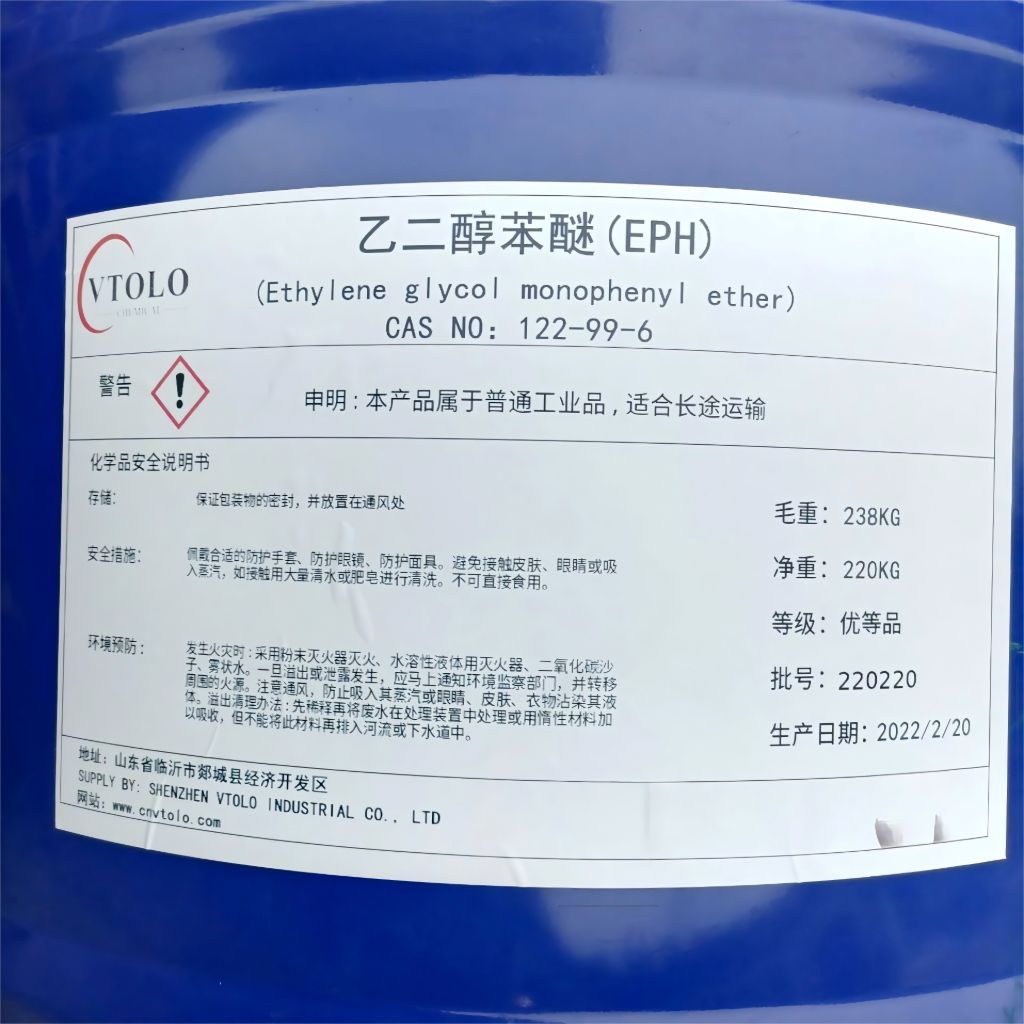 乙二醇苯醚(EPH)
VTOLO
CHEMICAL
(Ethylene glycol monophenyl ether)
CAS NO: 122-99-6
警告
申明:本产品属于普通工业品,适合长途运输
化学品安全说明书
存储:
保证包装物的密封，并放置在通风处
安全措施:
佩戴合适的防护手套、防护眼镜、防护面具。避免接触皮肤、眼睛或吸
入蒸汽，如接触用大量清水或肥皂进行清洗。不可直接食用。
环境预防:
发生火灾时:采用粉末灭火器灭火、水溶性液体用灭火器、二氧化碳沙
子、雾状水。一旦溢出或泄露发生，应马上通知环境监察部门，并转移
周围的火源。注意通风，防止吸入其蒸汽或眼睛、皮肤、衣物沾染其液
体。溢出清理办法:先稀释再将废水在处理装置中处理或用惰性材料加
以吸收，但不能将此材料再排入河流或下水道中。
毛重: 238KG
净重: 220KG
等级: 优等品
批号: 220220
生产日期: 2022/2/20
地址: 山东省临沂市郯城县经济开发区
SUPPLY BY: SHENZHEN VTOLO INDUSTRIAL CO., LTD
网站: www.cnvtolo.com